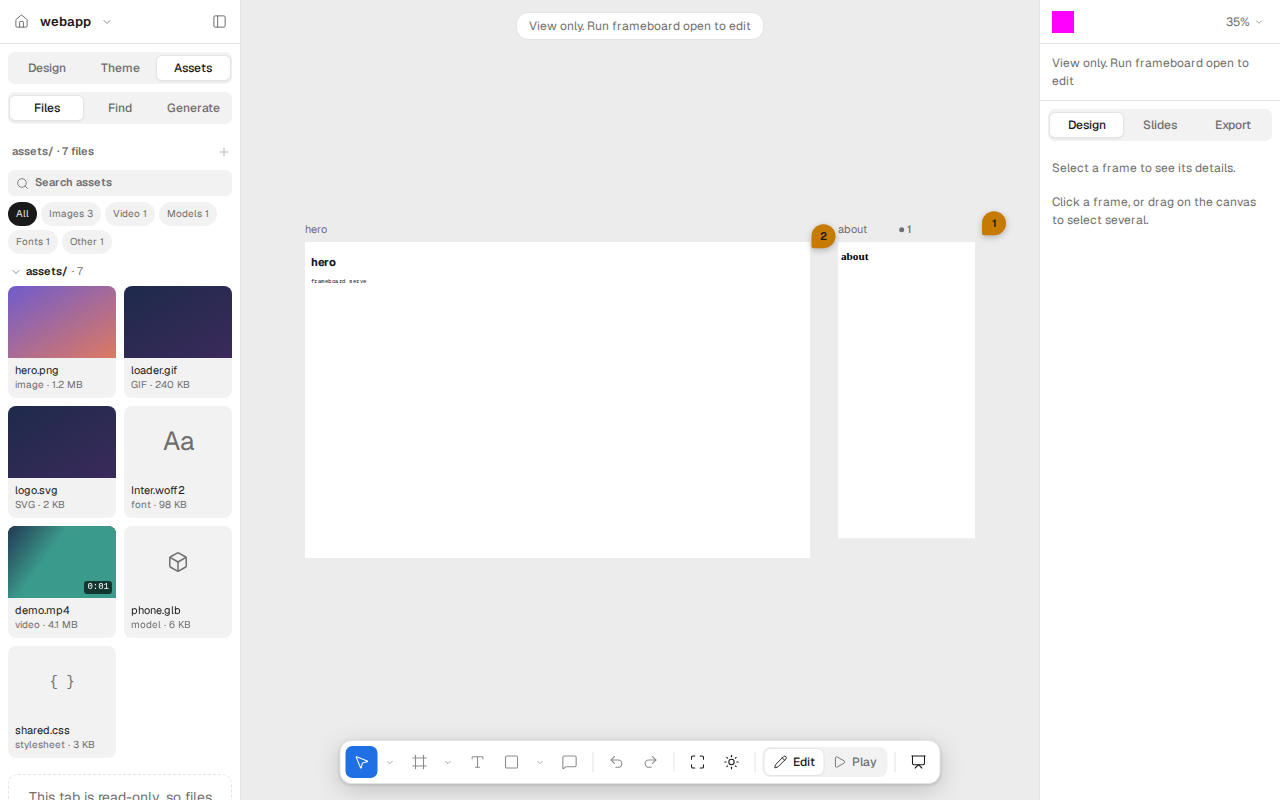 webapp
Design Theme Assets
Files Find Generate
assets/ · 7 files
Search assets
All Images 3 Video 1 Models 1
Fonts 1 Other 1
assets/ · 7
hero.png
image · 1.2 MB
loader.gif
GIF · 240 KB
logo.svg
SVG · 2 KB
Aa
Inter.woff2
font · 98 KB
0:01
demo.mp4
video · 4.1 MB
phone.glb
model · 6 KB
{ }
shared.css
stylesheet · 3 KB
This tab is read-only, so files
View only. Run frameboard open to edit
hero
2
about
1
1
hero
frameboard serve
about
Edit Play
35%
View only. Run frameboard open to
edit
Design Slides Export
Select a frame to see its details.
Click a frame, or drag on the canvas
to select several.